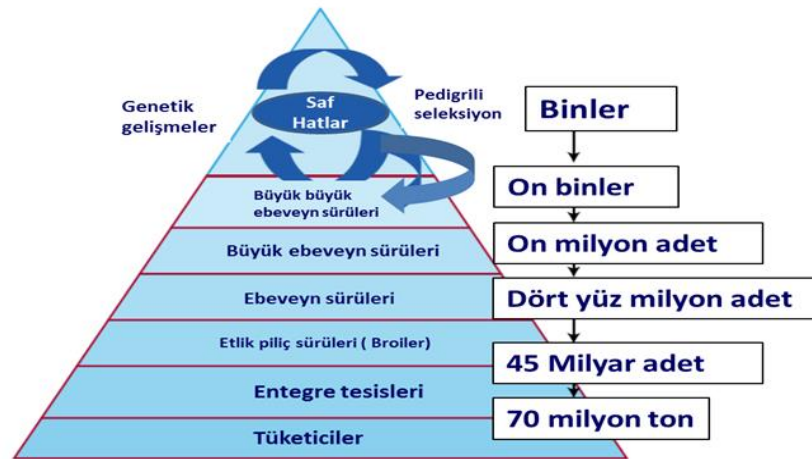 Genetik
gelişmeler
Saf
Hatlar
Pedigrili
seleksiyon
Binler
Büyük büyük
ebeveyn sürüleri
On binler
Büyük ebeveyn sürüleri
On milyon adet
Ebeveyn sürüleri
Dört yüz milyon adet
Etlik piliç sürüleri ( Broiler)
45 Milyar adet
Entegre tesisleri
70 milyon ton
Tüketiciler